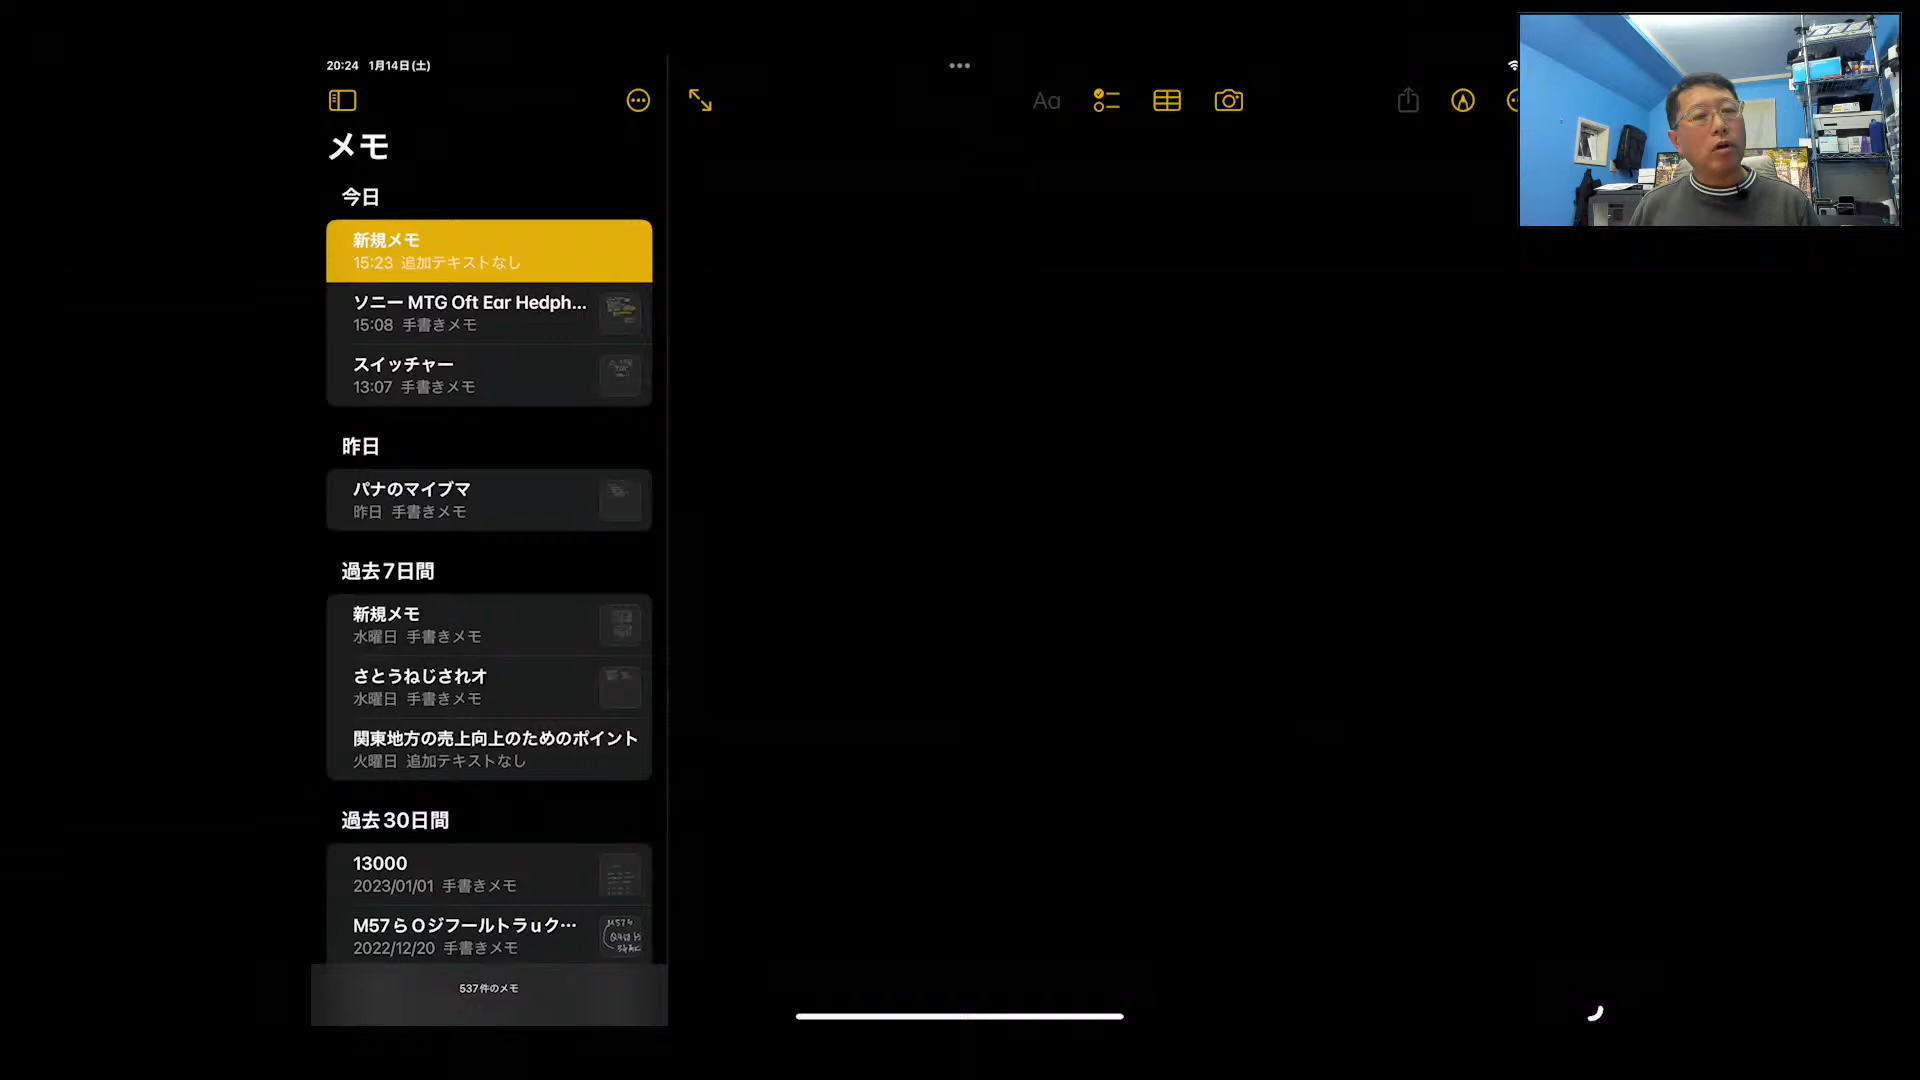 20:24 1月14日(土)
メモ
Aa
今日
新規メモ
15:23 追加テキストなし
ソニー MTG Oft Ear Hedph...
15:08 手書きメモ
スイッチャー
13:07 手書きメモ
昨日
パナのマイブマ
昨日 手書きメモ
過去7日間
新規メモ
水曜日 手書きメモ
さとうねじされオ
水曜日 手書きメモ
関東地方の売上向上のためのポイント
火曜日 追加テキストなし
過去30日間
13000
2023/01/01 手書きメモ
M57らOジフールトラuク…
2022/12/20 手書きメモ
537件のメモ